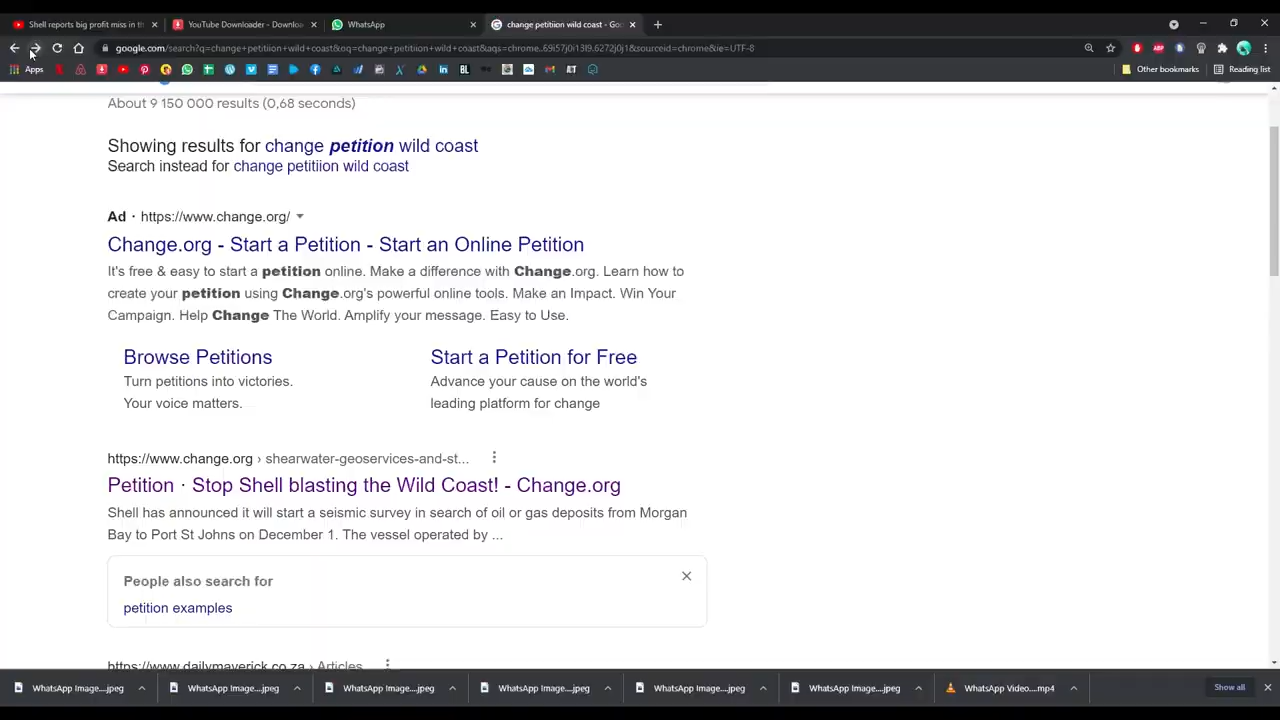 Shell reports big profit miss in th
YouTube Downloader - Downloa
WhatsApp
change petitiion wild coast - Goo
google.com/search?q=change+petitiion+wild+coast&oq=change+petitiion+wild+coast&aqs=chrome..69i57j0i13l9.6272j0j1&sourceid=chrome&ie=UTF-8
Apps
Other bookmarks
Reading list
About 9 150 000 results (0,68 seconds)
Showing results for change petition wild coast
Search instead for change petitiion wild coast
Ad · https://www.change.org/
Change.org - Start a Petition - Start an Online Petition
It's free & easy to start a petition online. Make a difference with Change.org. Learn how to
create your petition using Change.org's powerful online tools. Make an Impact. Win Your
Campaign. Help Change The World. Amplify your message. Easy to Use.
Browse Petitions
Turn petitions into victories.
Your voice matters.
Start a Petition for Free
Advance your cause on the world's
leading platform for change
https://www.change.org › shearwater-geoservices-and-st...
Petition · Stop Shell blasting the Wild Coast! - Change.org
Shell has announced it will start a seismic survey in search of oil or gas deposits from Morgan
Bay to Port St Johns on December 1. The vessel operated by ...
People also search for
petition examples
https://www.dailymaverick.co.za › Articles
WhatsApp Image....jpeg
WhatsApp Image....jpeg
WhatsApp Image....jpeg
WhatsApp Image....jpeg
WhatsApp Image....jpeg
WhatsApp Image....jpeg
WhatsApp Video....mp4
Show all